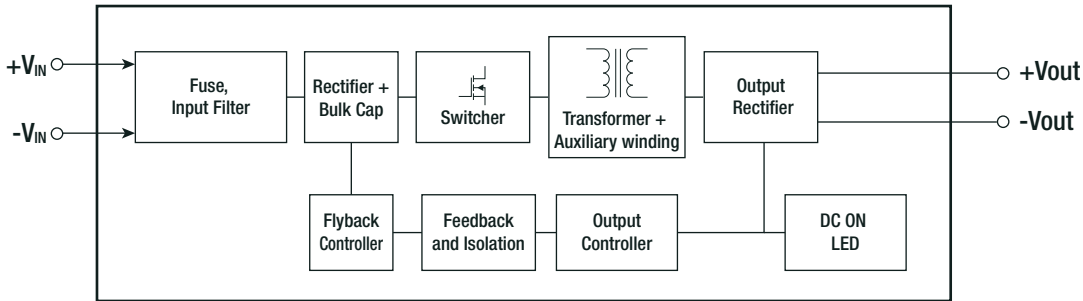 +VIN
-VIN
Fuse,
Input Filter
Rectifier +
Bulk Cap
Switcher
Transformer +
Auxiliary winding
Output
Rectifier
+Vout
-Vout
Flyback
Controller
Feedback
and Isolation
Output
Controller
DC ON
LED